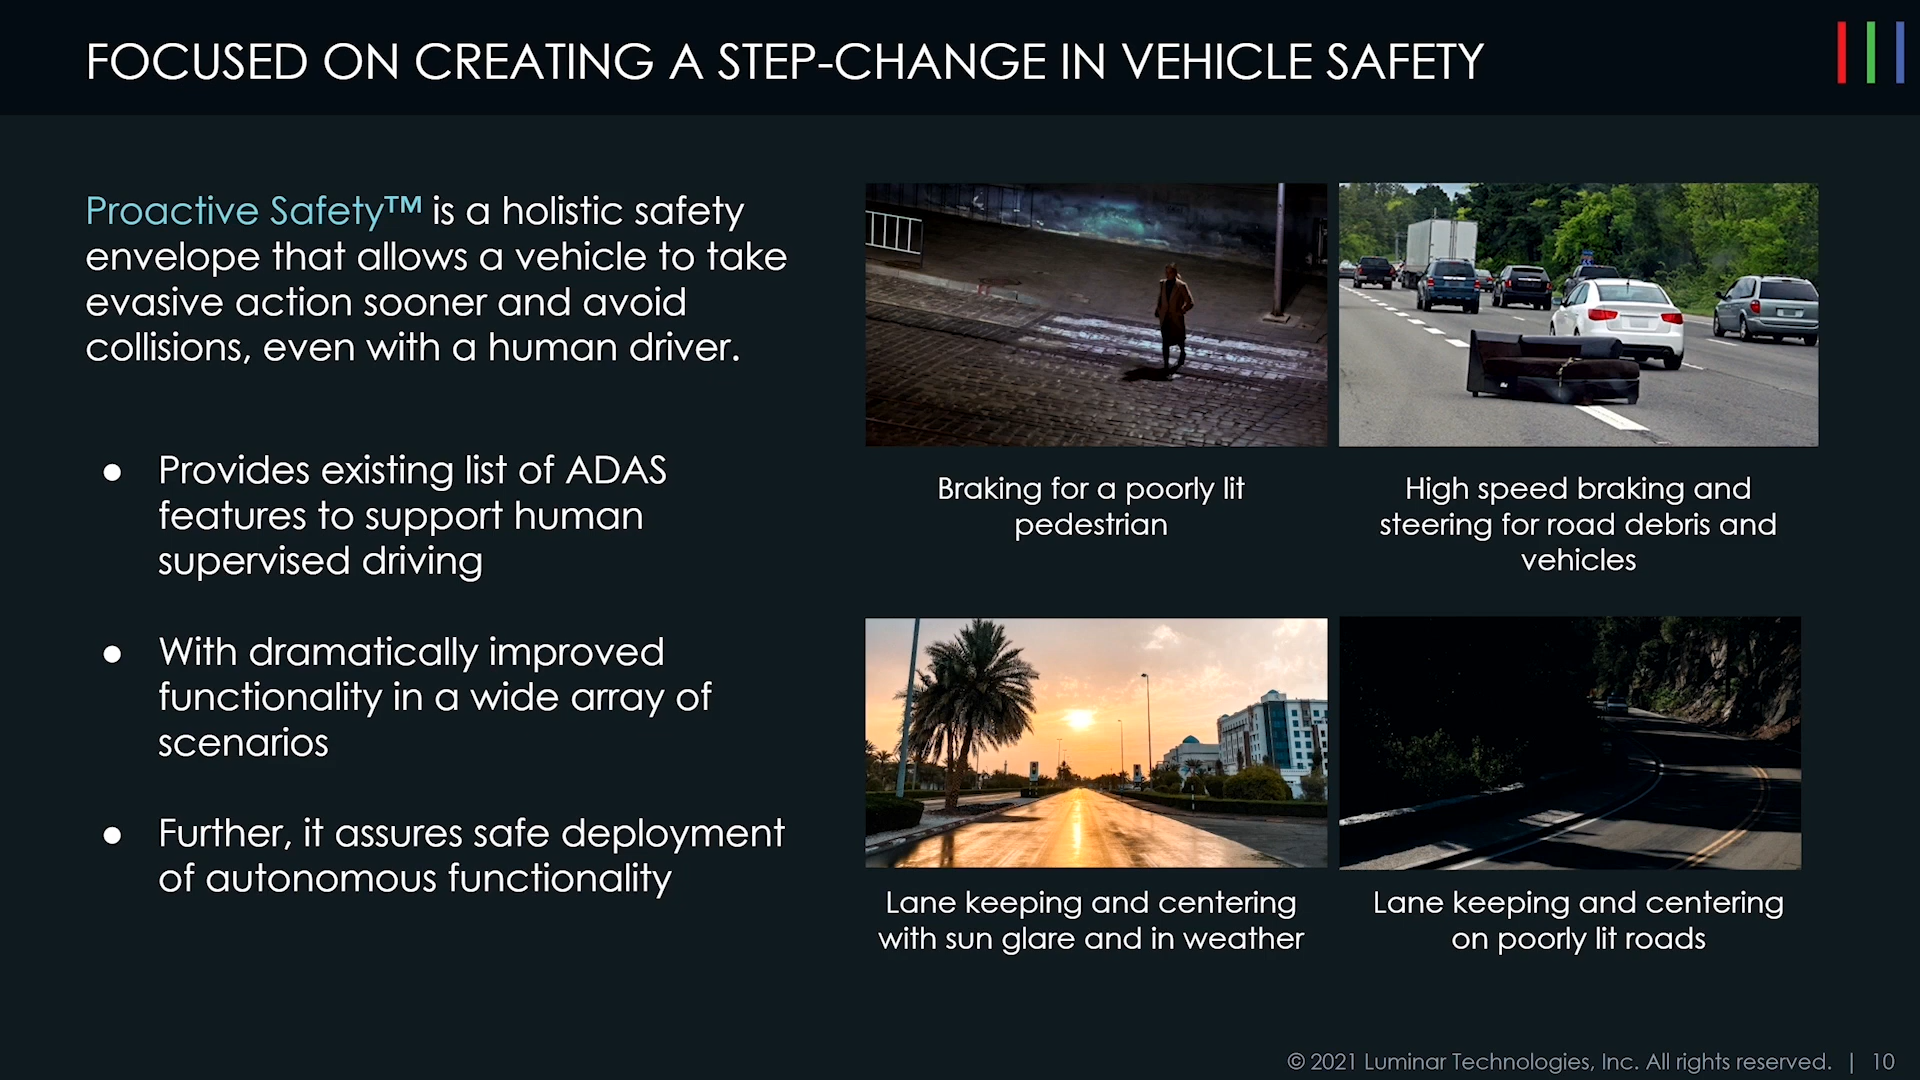 FOCUSED ON CREATING A STEP-CHANGE IN VEHICLE SAFETY
Proactive Safety™ is a holistic safety
envelope that allows a vehicle to take
evasive action sooner and avoid
collisions, even with a human driver.
● Provides existing list of ADAS
features to support human
supervised driving
● With dramatically improved
functionality in a wide array of
scenarios
● Further, it assures safe deployment
of autonomous functionality
Braking for a poorly lit
pedestrian
High speed braking and
steering for road debris and
vehicles
Lane keeping and centering
with sun glare and in weather
Lane keeping and centering
on poorly lit roads
© 2021 Luminar Technologies, Inc. All rights reserved. | 10